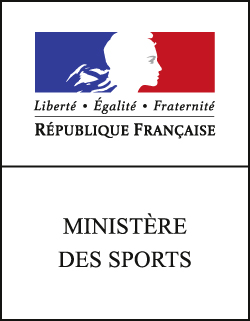 Liberté • Égalité • Fraternité
RÉPUBLIQUE FRANÇAISE
MINISTÈRE
DES SPORTS